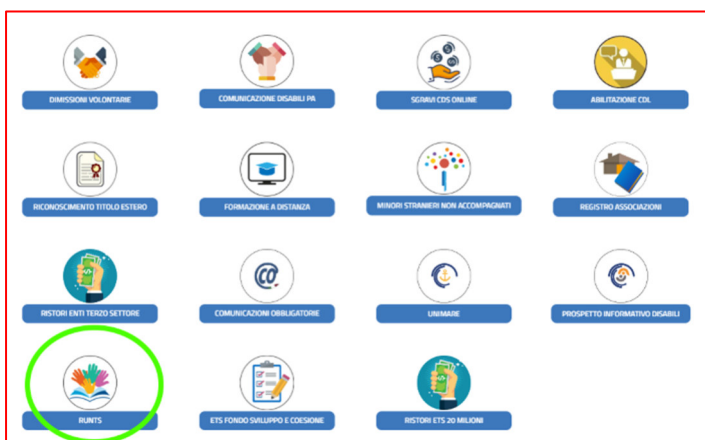 DIMISSIONI VOLONTARIE
COMUNICAZIONE DISABILI PA
SGRAVI CDS ONLINE
ABILITAZIONE CDL
RICONOSCIMENTO TITOLO ESTERO
FORMAZIONE A DISTANZA
MINORI STRANIERI NON ACCOMPAGNATI
REGISTRO ASSOCIAZIONI
RISTORI ENTI TERZO SETTORE
CO
COMUNICAZIONI OBBLIGATORIE
UNIMARE
PROSPETTO INFORMATIVO DISABILI
RUNTS
ETS FONDO SVILUPPO E COESIONE
RISTORI ETS 20 MILIONI